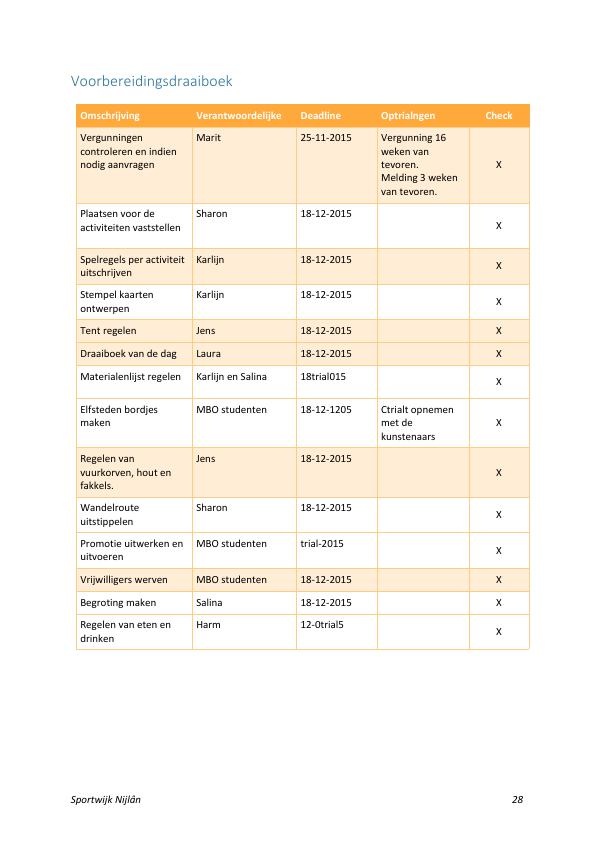 Voorbereidingsdraaiboek
Omschrijving Verantwoordelijke Deadline Optrialngen Check
Vergunningen Marit 25-11-2015 Vergunning 16
controleren en indien weken van
nodig aanvragen tevoren. X
Melding 3 weken
van tevoren.
Plaatsen voor de Sharon 18-12-2015
activiteiten vaststellen X
Spelregels per activiteit Karlijn 18-12-2015 X
uitschrijven
Stempel kaarten Karlijn 18-12-2015 X
ontwerpen
Tent regelen Jens 18-12-2015 X
Draaiboek van de dag Laura 18-12-2015 X
Materialenlijst regelen Karlijn en Salina 18trial015 X
Elfsteden bordjes MBO studenten 18-12-1205 Ctrialt opnemen
maken met de X
kunstenaars
Regelen van Jens 18-12-2015
vuurkorven, hout en X
fakkels.
Wandelroute Sharon 18-12-2015 X
uitstippelen
Promotie uitwerken en MBO studenten trial-2015 X
uitvoeren
Vrijwilligers werven MBO studenten 18-12-2015 X
Begroting maken Salina 18-12-2015 X
Regelen van eten en Harm 12-0trial5 X
drinken
Sportwijk Nijlân 28